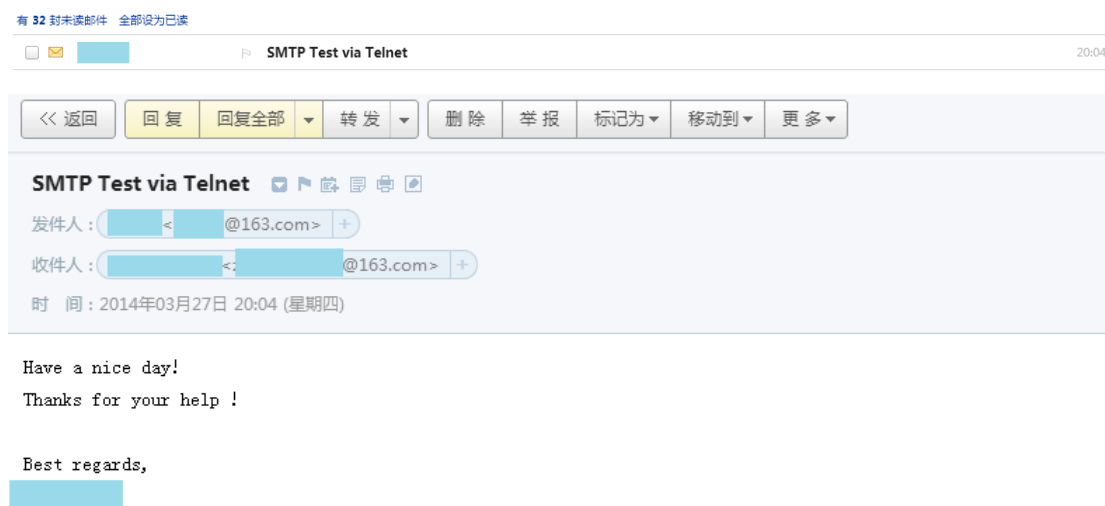 有 32 封未读邮件 全部设为已读
SMTP Test via Telnet 20:04
<< 返回 回复 回复全部 转发 删除 举报 标记为 移动到 更多
SMTP Test via Telnet
发件人：< @163.com> +
收件人：<: @163.com> +
时 间：2014年03月27日 20:04 (星期四)
Have a nice day!
Thanks for your help !
Best regards,